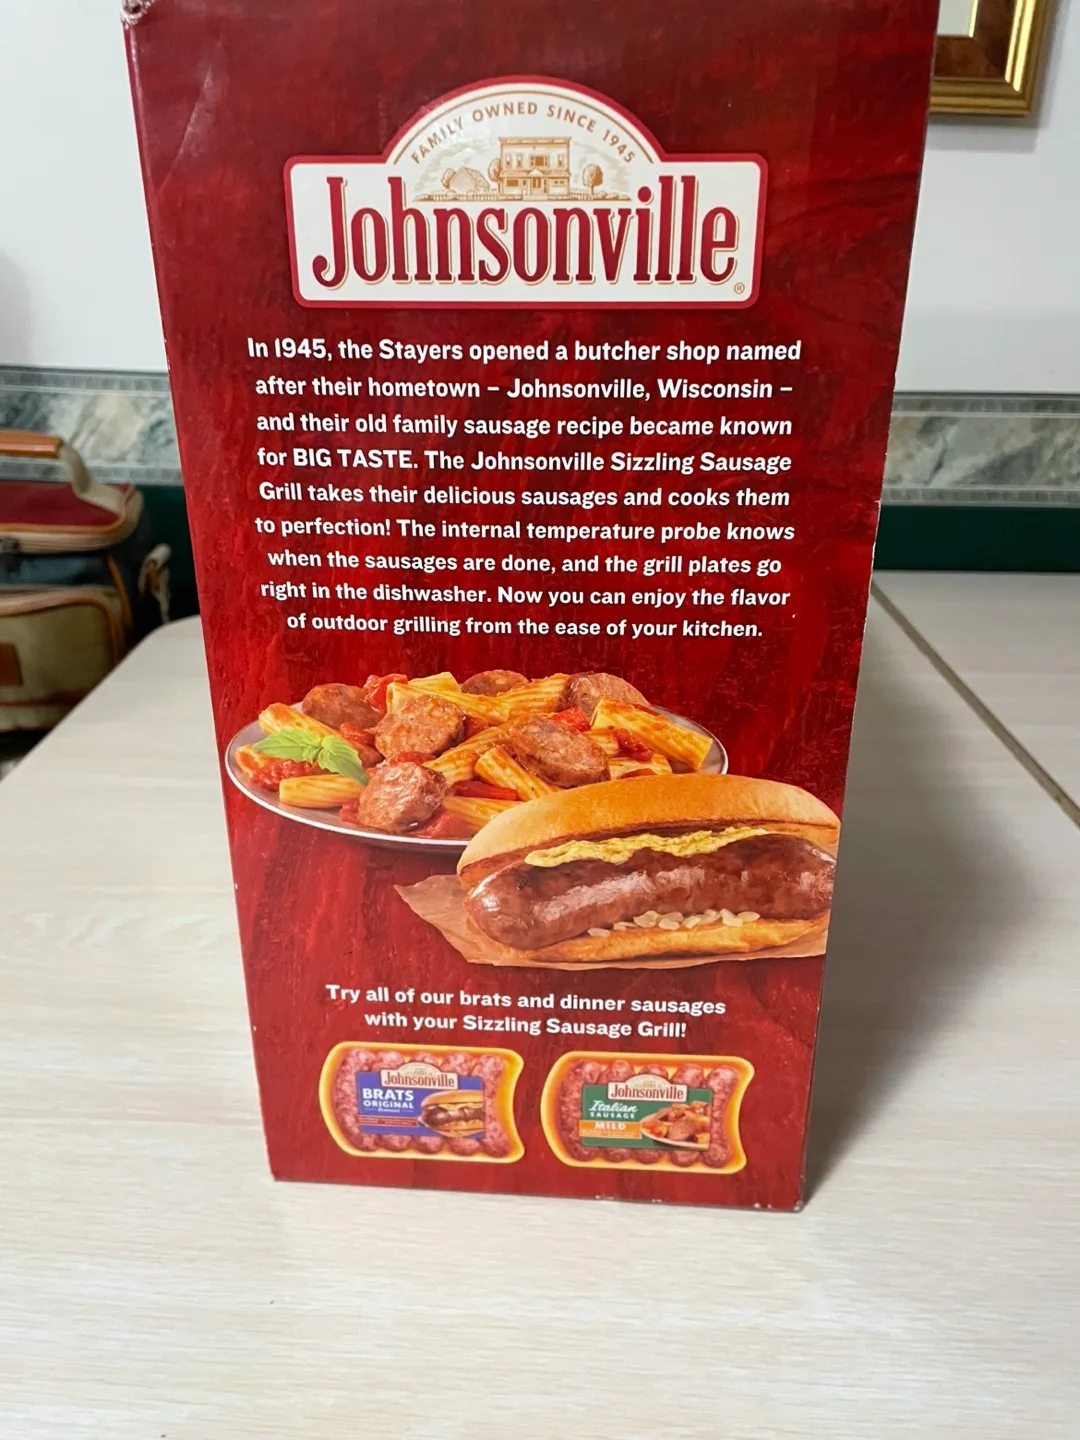 FAMILY OWNED SINCE 1945
Johnsonville®
In 1945, the Stayers opened a butcher shop named
after their hometown – Johnsonville, Wisconsin –
and their old family sausage recipe became known
for BIG TASTE. The Johnsonville Sizzling Sausage
Grill takes their delicious sausages and cooks them
to perfection! The internal temperature probe knows
when the sausages are done, and the grill plates go
right in the dishwasher. Now you can enjoy the flavor
of outdoor grilling from the ease of your kitchen.
Try all of our brats and dinner sausages
with your Sizzling Sausage Grill!
Johnsonville
BRATS
ORIGINAL
Johnsonville
Italian
SAUSAGE
MILD